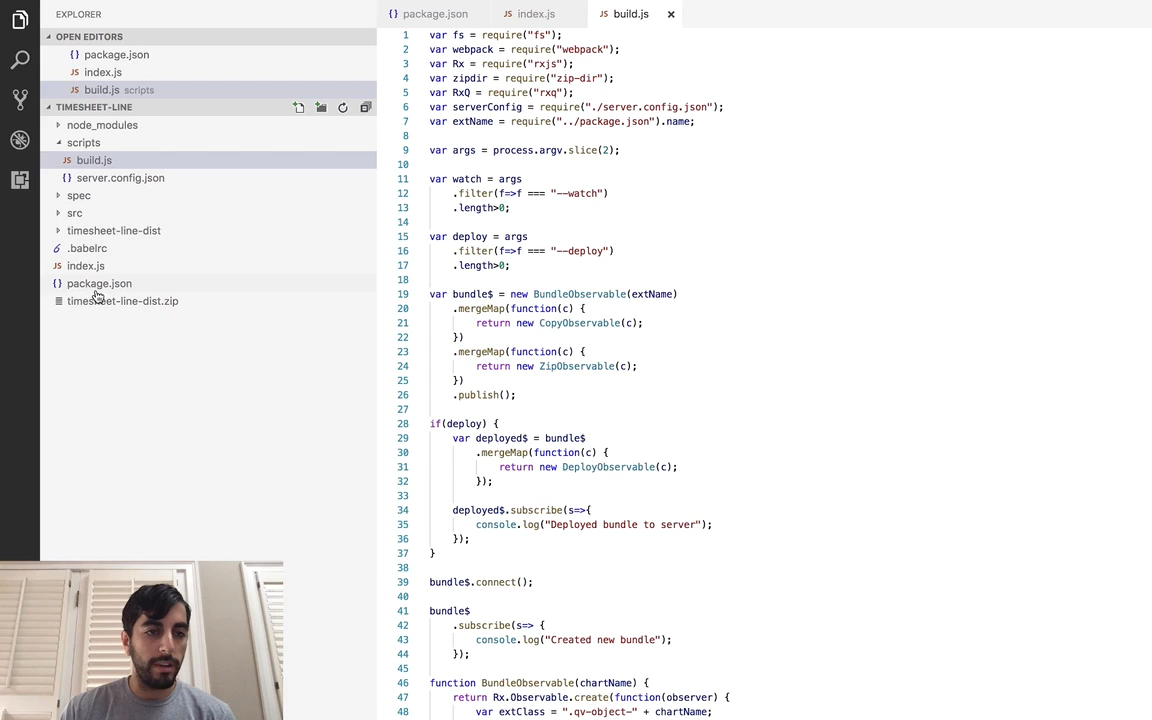 EXPLORER
OPEN EDITORS
{} package.json
JS index.js
JS build.js scripts
TIMESHEET-LINE
node_modules
scripts
JS build.js
{} server.config.json
spec
src
timesheet-line-dist
.babelrc
JS index.js
{} package.json
timesheet-line-dist.zip
{} package.json JS index.js JS build.js
1 var fs = require("fs");
2 var webpack = require("webpack");
3 var Rx = require("rxjs");
4 var zipdir = require("zip-dir");
5 var RxQ = require("rxq");
6 var serverConfig = require("./server.config.json");
7 var extName = require("../package.json").name;
8
9 var args = process.argv.slice(2);
10
11 var watch = args
12 .filter(f=>f === "--watch")
13 .length>0;
14
15 var deploy = args
16 .filter(f=>f === "--deploy")
17 .length>0;
18
19 var bundle$ = new BundleObservable(extName)
20 .mergeMap(function(c) {
21 return new CopyObservable(c);
22 })
23 .mergeMap(function(c) {
24 return new ZipObservable(c);
25 })
26 .publish();
27
28 if(deploy) {
29 var deployed$ = bundle$
30 .mergeMap(function(c) {
31 return new DeployObservable(c);
32 });
33
34 deployed$.subscribe(s=>{
35 console.log("Deployed bundle to server");
36 });
37 }
38
39 bundle$.connect();
40
41 bundle$
42 .subscribe(s=> {
43 console.log("Created new bundle");
44 });
45
46 function BundleObservable(chartName) {
47 return Rx.Observable.create(function(observer) {
48 var extClass = ".qv-object-" + chartName;